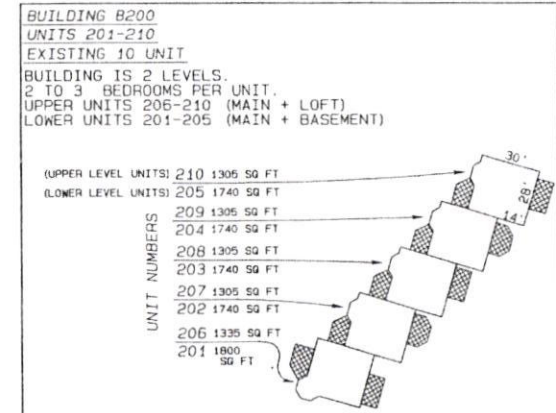 BUILDING B200
UNITS 201-210
EXISTING 10 UNIT
BUILDING IS 2 LEVELS.
2 TO 3 BEDROOMS PER UNIT.
UPPER UNITS 206-210 (MAIN + LOFT)
LOWER UNITS 201-205 (MAIN + BASEMENT)
30'
28'
14'
(UPPER LEVEL UNITS) 210 1305 SQ FT
(LOWER LEVEL UNITS) 205 1740 SQ FT
UNIT NUMBERS
209 1305 SQ FT
204 1740 SQ FT
208 1305 SQ FT
203 1740 SQ FT
207 1305 SQ FT
202 1740 SQ FT
206 1335 SQ FT
201 1800
SQ FT